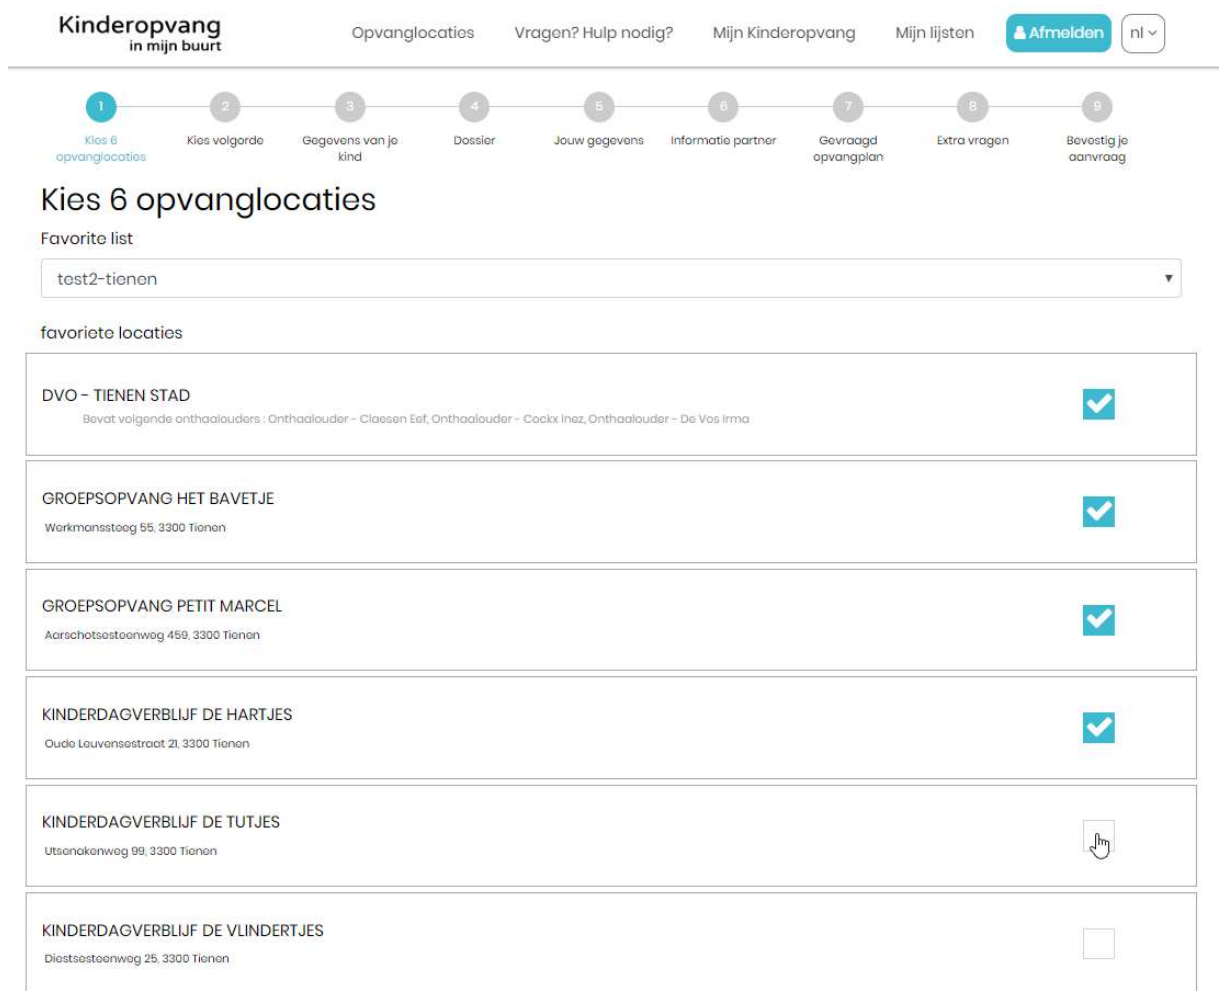 Kinderopvang
in mijn buurt
Opvanglocaties
Vragen? Hulp nodig?
Mijn Kinderopvang
Mijn lijsten
Afmelden
nl
1
2
3
4
5
6
7
8
9
Kies 6
opvanglocaties
Kies volgorde
Gegevens van je
kind
Dossier
Jouw gegevens
Informatie partner
Gevraagd
opvangplan
Extra vragen
Bevestig je
aanvraag
Kies 6 opvanglocaties
Favorite list
test2-tienen
favoriete locaties
DVO - TIENEN STAD
Bevat volgende onthaalouders : Onthaalouder - Claesen Eef, Onthaalouder - Cockx Inez, Onthaalouder - De Vos Irma
GROEPSOPVANG HET BAVETJE
Werkmanssteeg 55, 3300 Tienen
GROEPSOPVANG PETIT MARCEL
Aarschotsesteenweg 459, 3300 Tienen
KINDERDAGVERBLIJF DE HARTJES
Oude Leuvensestraat 21, 3300 Tienen
KINDERDAGVERBLIJF DE TUTJES
Utsenakenweg 99, 3300 Tienen
KINDERDAGVERBLIJF DE VLINDERTJES
Diestsesteenweg 25, 3300 Tienen